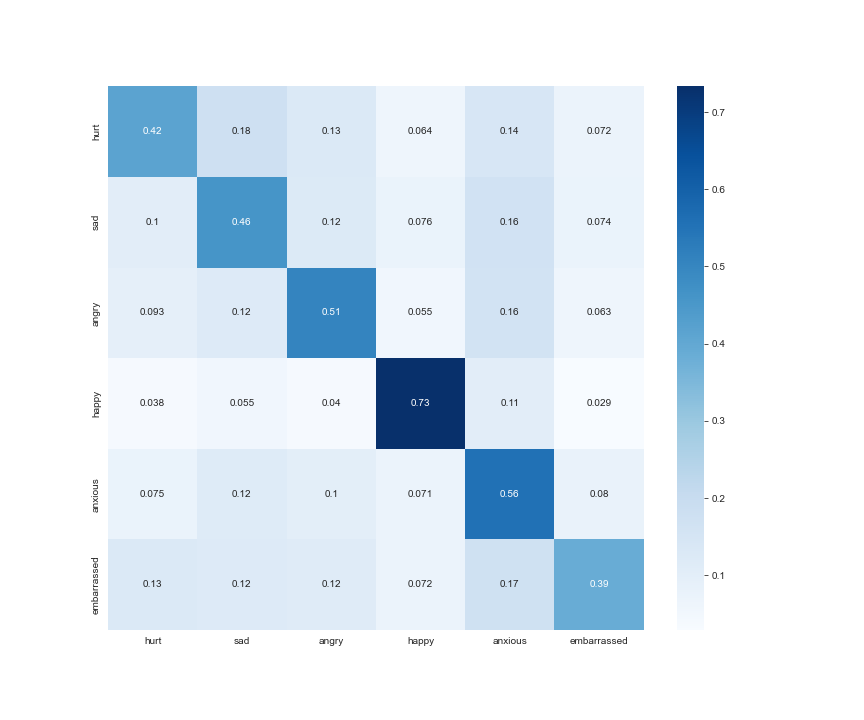 hurt 0.42 0.18 0.13 0.064 0.14 0.072
sad 0.1 0.46 0.12 0.076 0.16 0.074
angry 0.093 0.12 0.51 0.055 0.16 0.063
happy 0.038 0.055 0.04 0.73 0.11 0.029
anxious 0.075 0.12 0.1 0.071 0.56 0.08
embarrassed 0.13 0.12 0.12 0.072 0.17 0.39
hurt sad angry happy anxious embarrassed
0.7
0.6
0.5
0.4
0.3
0.2
0.1